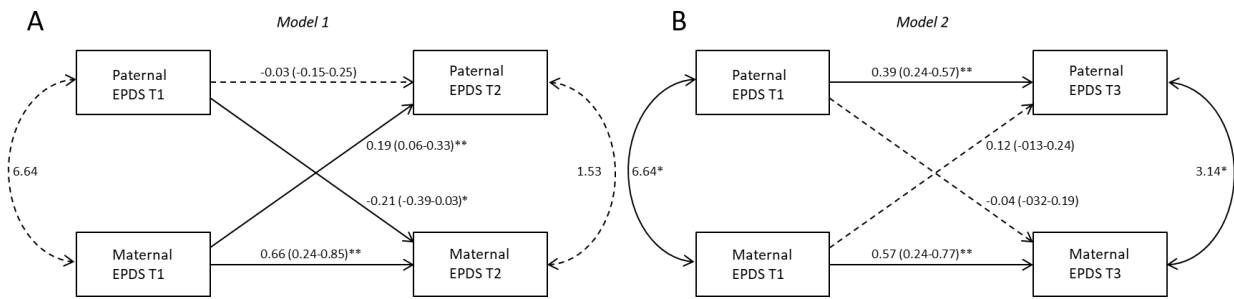 A
Model 1
Paternal
EPDS T1
-0.03 (-0.15-0.25)
Paternal
EPDS T2
6.64
0.19 (0.06-0.33)**
1.53
-0.21 (-0.39-0.03)*
Maternal
EPDS T1
0.66 (0.24-0.85)**
Maternal
EPDS T2
B
Model 2
Paternal
EPDS T1
0.39 (0.24-0.57)**
Paternal
EPDS T3
6.64*
0.12 (-013-0.24)
3.14*
-0.04 (-032-0.19)
Maternal
EPDS T1
0.57 (0.24-0.77)**
Maternal
EPDS T3